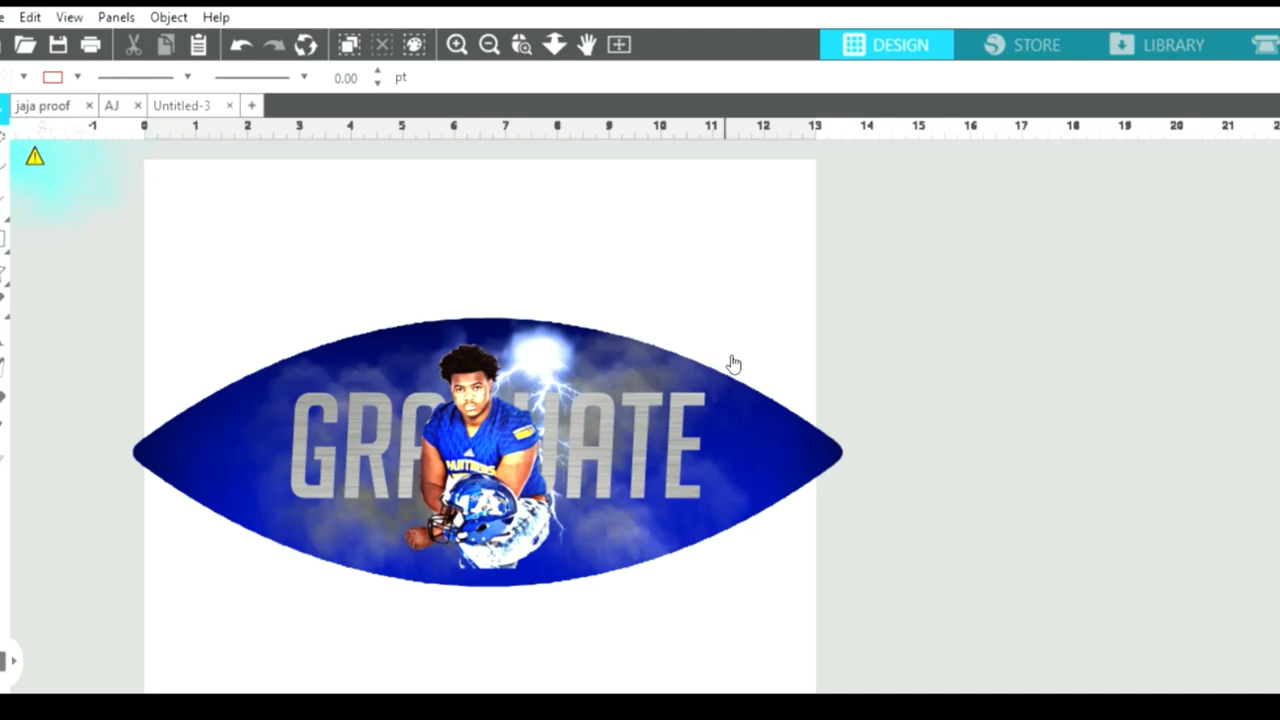 Edit View Panels Object Help
DESIGN STORE LIBRARY
0.00 pt
jaja proof × AJ × Untitled-3 × +
-1 0 1 2 3 4 5 6 7 8 9 10 11 12 13 14 15 16 17 18 19 20 21
GRA UATE
PANTHERS